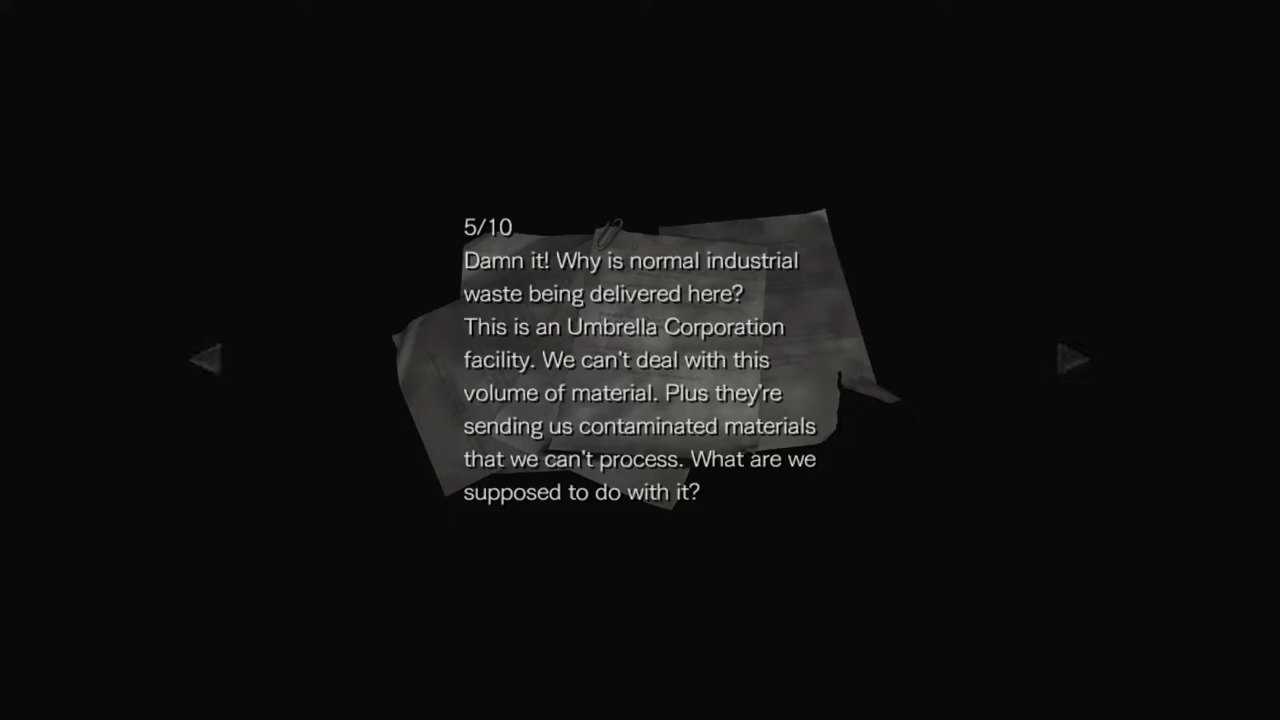 5/10
Damn it! Why is normal industrial
waste being delivered here?
This is an Umbrella Corporation
facility. We can't deal with this
volume of material. Plus they're
sending us contaminated materials
that we can't process. What are we
supposed to do with it?